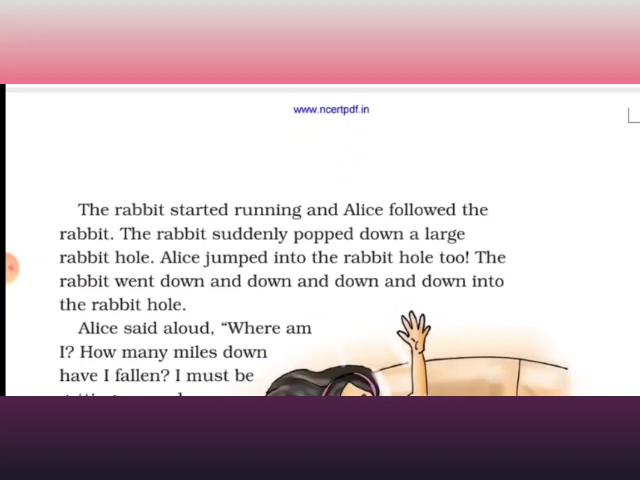 www.ncertpdf.in
The rabbit started running and Alice followed the
rabbit. The rabbit suddenly popped down a large
rabbit hole. Alice jumped into the rabbit hole too! The
rabbit went down and down and down and down into
the rabbit hole.
Alice said aloud, “Where am
I? How many miles down
have I fallen? I must be